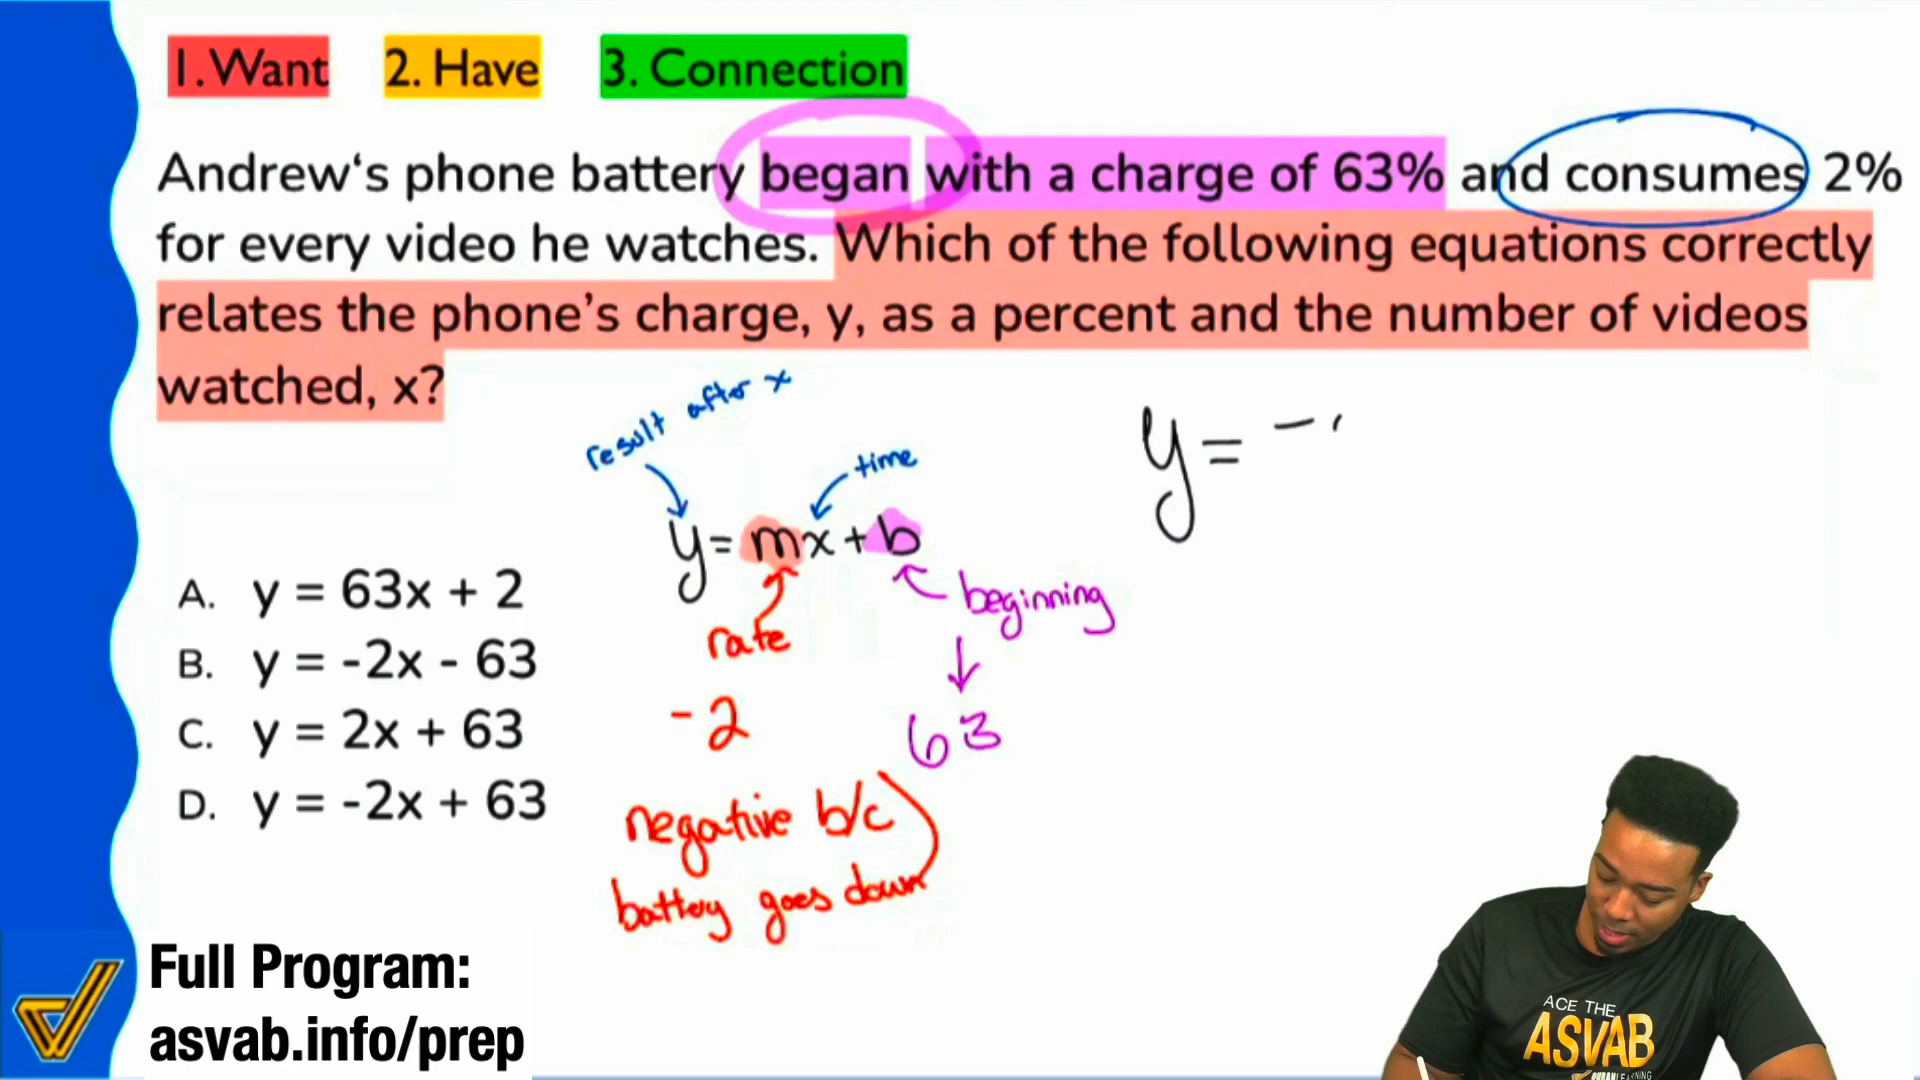 1. Want 2. Have 3. Connection
Andrew‘s phone battery began with a charge of 63% and consumes 2%
for every video he watches. Which of the following equations correctly
relates the phone’s charge, y, as a percent and the number of videos
watched, x?
result after x
time
y = -
y = mx + b
beginning
rate
-2
63
negative b/c
battery goes down
A. y = 63x + 2
B. y = -2x - 63
C. y = 2x + 63
D. y = -2x + 63
Full Program:
asvab.info/prep
ACE THE
ASVAB